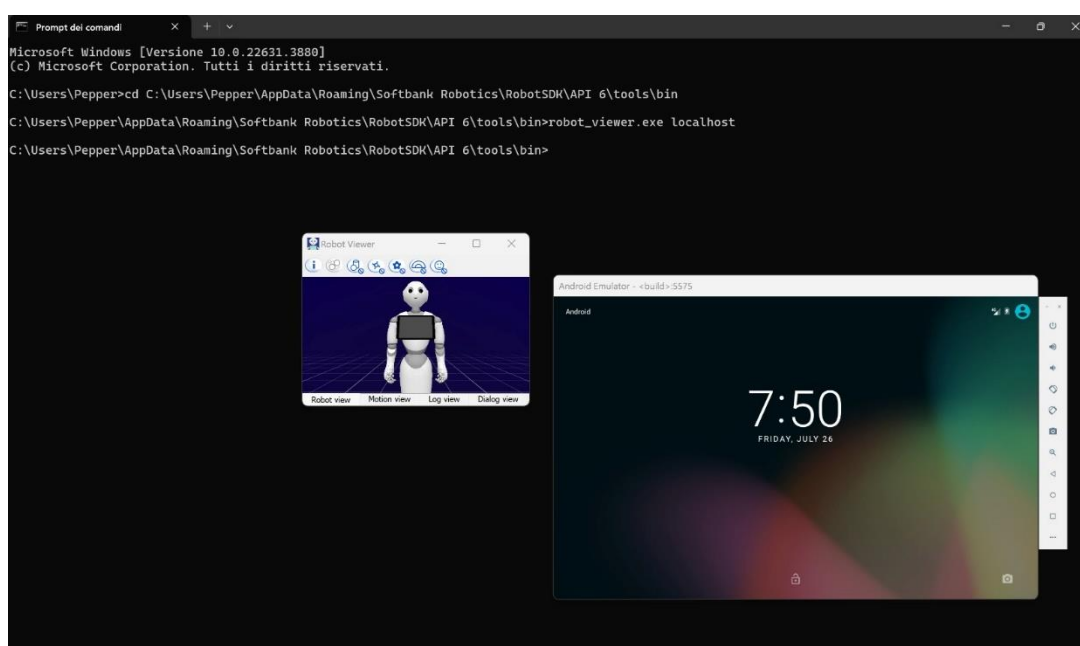 Prompt dei comandi
Microsoft Windows [Versione 10.0.22631.3880]
(c) Microsoft Corporation. Tutti i diritti riservati.
C:\Users\Pepper>cd C:\Users\Pepper\AppData\Roaming\Softbank Robotics\RobotSDK\API 6\tools\bin
C:\Users\Pepper\AppData\Roaming\Softbank Robotics\RobotSDK\API 6\tools\bin>robot_viewer.exe localhost
C:\Users\Pepper\AppData\Roaming\Softbank Robotics\RobotSDK\API 6\tools\bin>
Robot Viewer
Robot view Motion view Log view Dialog view
Android Emulator - <build>:5575
Android
7:50
FRIDAY, JULY 26